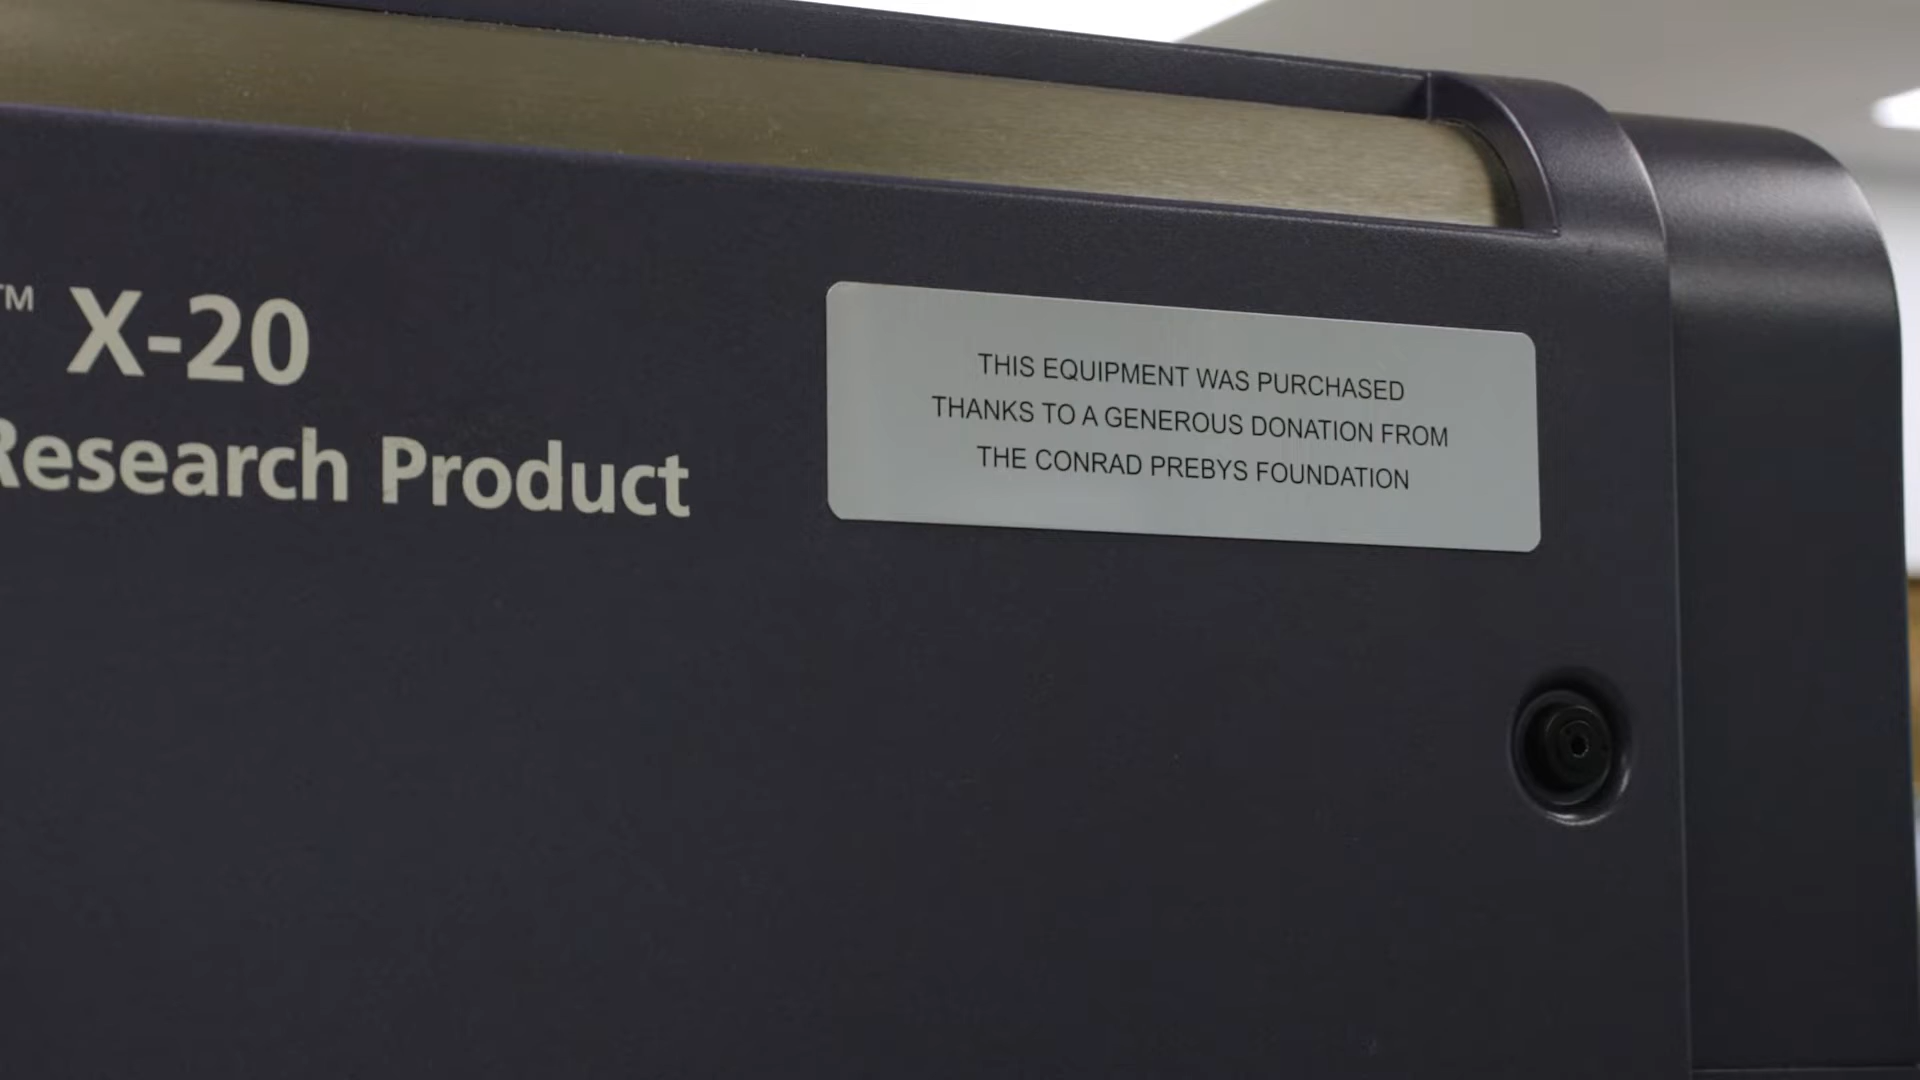 ™ X-20
Research Product
THIS EQUIPMENT WAS PURCHASED
THANKS TO A GENEROUS DONATION FROM
THE CONRAD PREBYS FOUNDATION